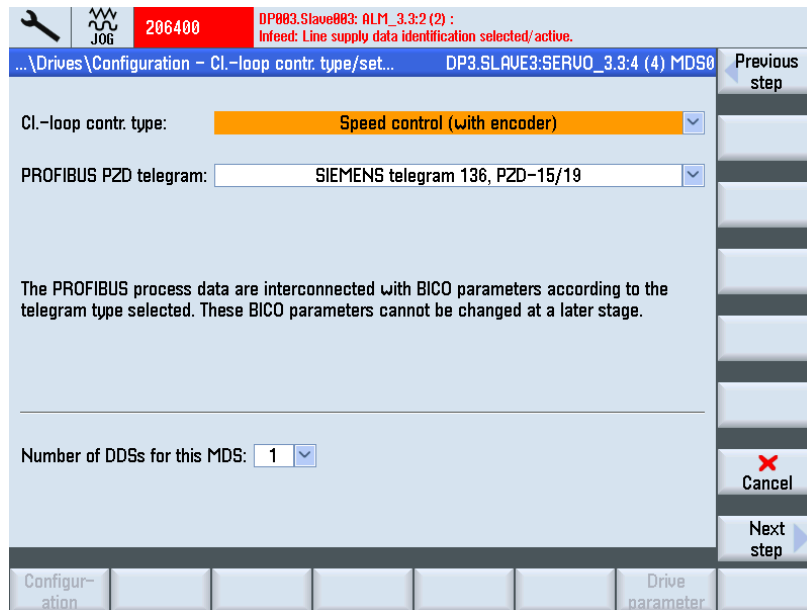 JOG
206400
DP003.Slave003: ALM_3.3:2 (2) :
Infeed: Line supply data identification selected/active.
...\Drives\Configuration - Cl.-loop contr. type/set... DP3.SLAVE3:SERVO_3.3:4 (4) MDS0
Previous
step
Cl.-loop contr. type: Speed control (with encoder)
PROFIBUS PZD telegram: SIEMENS telegram 136, PZD-15/19
The PROFIBUS process data are interconnected with BICO parameters according to the
telegram type selected. These BICO parameters cannot be changed at a later stage.
Number of DDSs for this MDS: 1
Cancel
Next
step
Configur-
ation
Drive
parameter